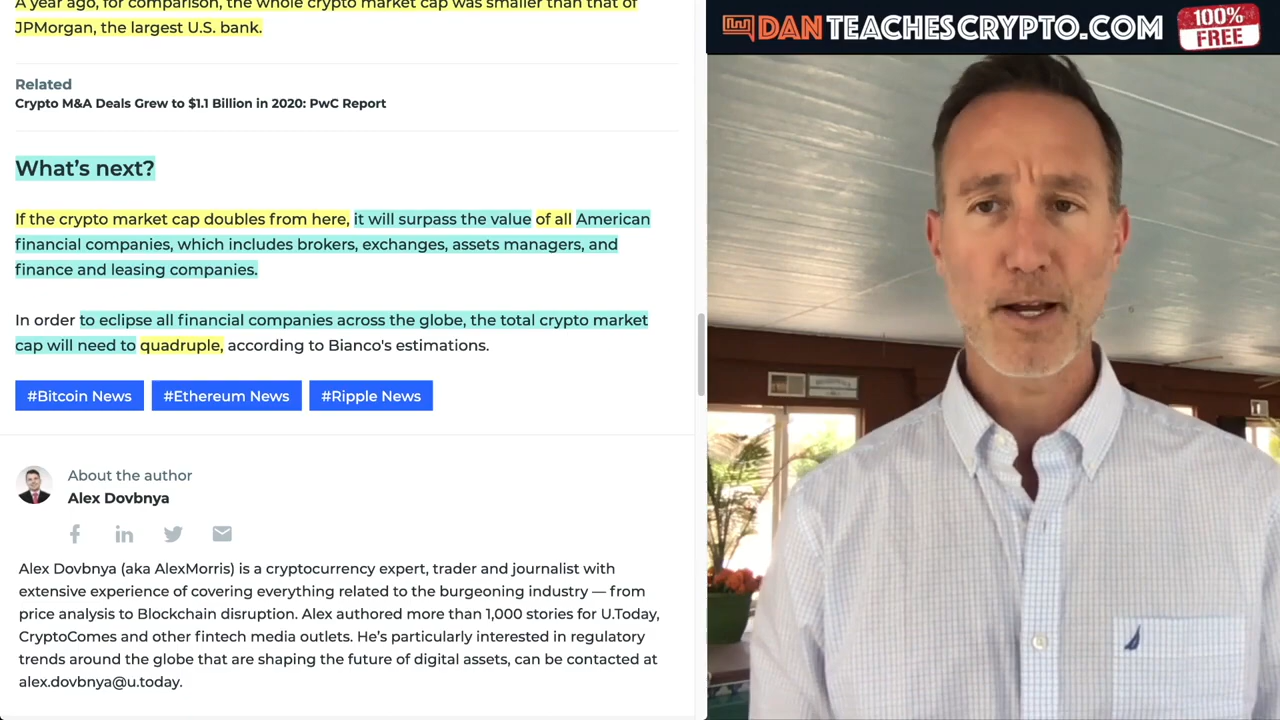 A year ago, for comparison, the whole crypto market cap was smaller than that of
JPMorgan, the largest U.S. bank.
Related
Crypto M&A Deals Grew to $1.1 Billion in 2020: PwC Report
What's next?
If the crypto market cap doubles from here, it will surpass the value of all American
financial companies, which includes brokers, exchanges, assets managers, and
finance and leasing companies.
In order to eclipse all financial companies across the globe, the total crypto market
cap will need to quadruple, according to Bianco's estimations.
#Bitcoin News #Ethereum News #Ripple News
About the author
Alex Dovbnya
Alex Dovbnya (aka AlexMorris) is a cryptocurrency expert, trader and journalist with
extensive experience of covering everything related to the burgeoning industry — from
price analysis to Blockchain disruption. Alex authored more than 1,000 stories for U.Today,
CryptoComes and other fintech media outlets. He's particularly interested in regulatory
trends around the globe that are shaping the future of digital assets, can be contacted at
alex.dovbnya@u.today.
DANTEACHESCRYPTO.COM
100%
FREE